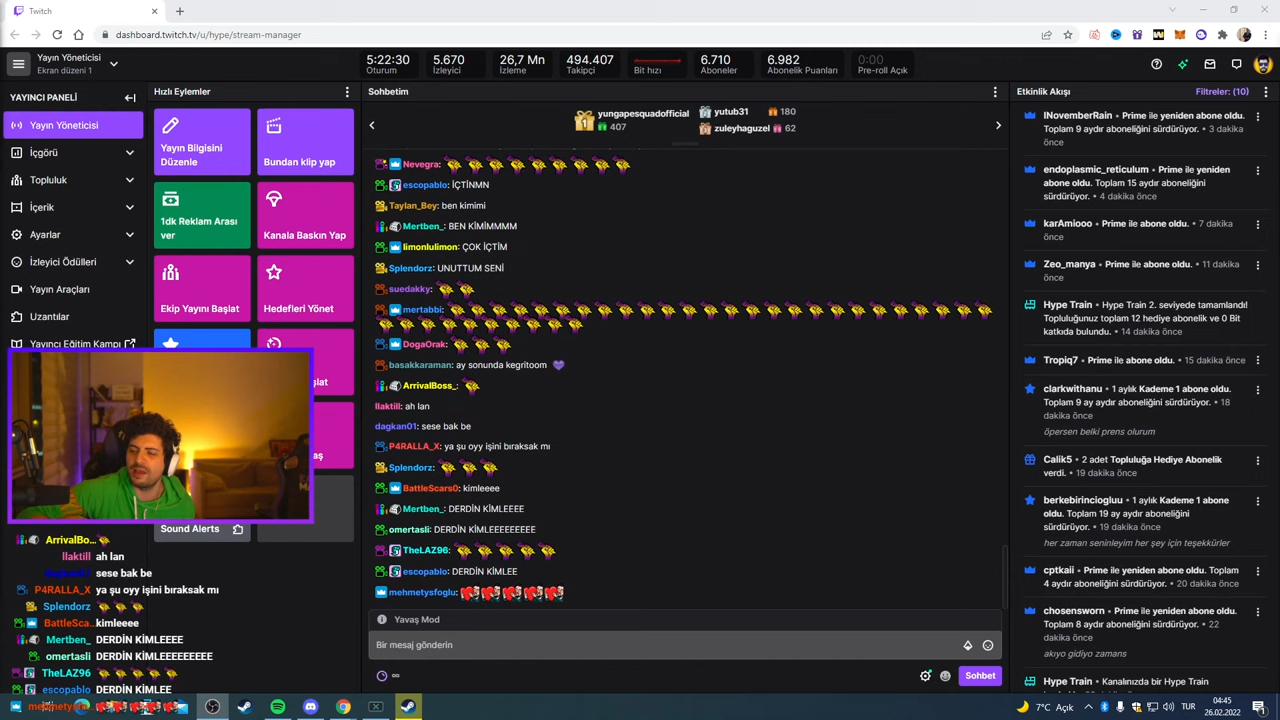 Twitch
dashboard.twitch.tv/u/hype/stream-manager
Yayın Yöneticisi
Ekran düzeni 1
5:22:30
Oturum
5.670
İzleyici
26,7 Mn
İzleme
494.407
Takipçi
Bit hızı
6.710
Aboneler
6.982
Abonelik Puanları
0:00
Pre-roll Açık
YAYINCI PANELİ
Yayın Yöneticisi
İçgörü
Topluluk
İçerik
Ayarlar
İzleyici Ödülleri
Yayın Araçları
Uzantılar
Yayıncı Eğitim Kampı
Hızlı Eylemler
Yayın Bilgisini
Düzenle
Bundan klip yap
1dk Reklam Arası
ver
Kanala Baskın Yap
Ekip Yayını Başlat
Hedefleri Yönet
Sound Alerts
Sohbetim
yungapesquadofficial
407
yutub31 180
zuleyhaguzel 62
Nevegra:
escopablo: İÇTİNMN
Taylan_Bey: ben kimimi
Mertben_: BEN KİMİMMMM
limonlulimon: ÇOK İÇTİM
Splendorz: UNUTTUM SENİ
suedakky:
mertabbi:
DogaOrak:
basakkaraman: ay sonunda kegritoom
ArrivalBoss_:
llaktill: ah lan
dagkan01: sese bak be
P4RALLA_X: ya şu oyy işini bıraksak mı
Splendorz:
BattleScars0: kimleeee
Mertben_: DERDİN KİMLEEEE
omertasli: DERDİN KİMLEEEEEEEEE
TheLAZ96:
escopablo: DERDİN KİMLEE
mehmetysfoglu:
Yavaş Mod
Bir mesaj gönderin
Sohbet
Etkinlik Akışı
Filtreler: (10)
INovemberRain • Prime ile yeniden abone oldu.
Toplam 9 aydır aboneliğini sürdürüyor. • 3 dakika
önce
endoplasmic_reticulum • Prime ile yeniden
abone oldu. Toplam 15 aydır aboneliğini
sürdürüyor. • 4 dakika önce
karAmiooo • Prime ile abone oldu. • 7 dakika
önce
Zeo_manya • Prime ile abone oldu. • 11 dakika
önce
Hype Train • Hype Train 2. seviyede tamamlandı!
Topluluğunuz toplam 12 hediye abonelik ve 0 Bit
katkıda bulundu. • 14 dakika önce
Tropiq7 • Prime ile abone oldu. • 15 dakika önce
clarkwithanu • 1 aylık Kademe 1 abone oldu.
Toplam 9 ay aydır aboneliğini sürdürüyor. • 18
dakika önce
öpersen belki prens olurum
Calik5 • 2 adet Topluluğa Hediye Abonelik
verdi. • 19 dakika önce
berkebirinciogluu • 1 aylık Kademe 1 abone
oldu. Toplam 19 ay aydır aboneliğini
sürdürüyor. • 19 dakika önce
her zaman seninleyim her şey için teşekkürler
cptkaii • Prime ile yeniden abone oldu. Toplam
4 aydır aboneliğini sürdürüyor. • 20 dakika önce
chosensworn • Prime ile yeniden abone oldu.
Toplam 8 aydır aboneliğini sürdürüyor. • 22
dakika önce
akıyo gidiyo zamans
Hype Train • Kanalınızda bir Hype Train
ArrivalBo...
llaktill ah lan
dagkan01 sese bak be
P4RALLA_X ya şu oyy işini bıraksak mı
Splendorz
BattleSca... kimleeee
Mertben_ DERDİN KİMLEEEE
omertasli DERDİN KİMLEEEEEEEEE
TheLAZ96
escopablo DERDİN KİMLEE
7°C Açık
TUR
04:45
26.02.2022